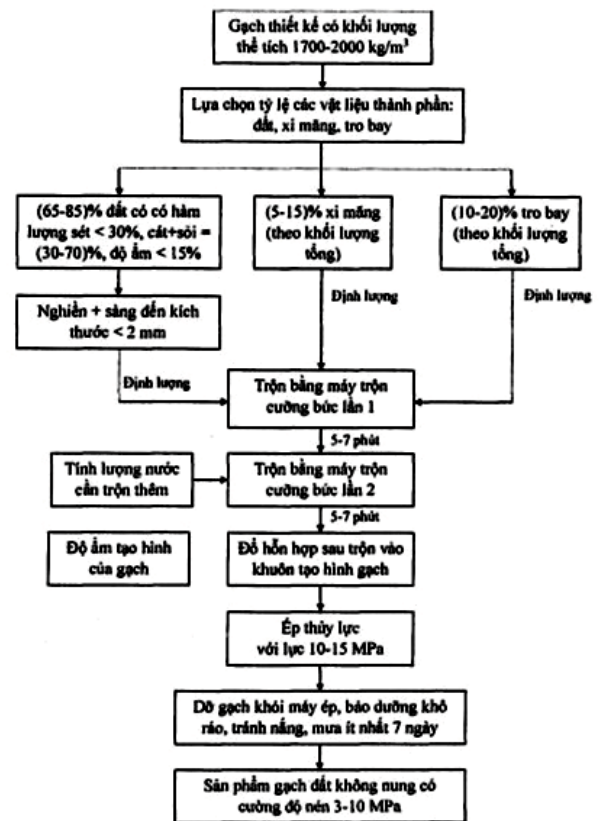 Gạch thiết kế có khối lượng
thể tích 1700-2000 kg/m³
Lựa chọn tỷ lệ các vật liệu thành phần:
đất, xi măng, tro bay
(65-85)% đất có có hàm
lượng sét < 30%, cát+sỏi =
(30-70)%, độ ẩm < 15%
(5-15)% xi măng
(theo khối lượng
tổng)
(10-20)% tro bay
(theo khối lượng
tổng)
Nghiền + sàng đến kích
thước < 2 mm
Định lượng
Định lượng
Định lượng
Trộn bằng máy trộn
cưỡng bức lần 1
5-7 phút
Tính lượng nước
cần trộn thêm
Trộn bằng máy trộn
cưỡng bức lần 2
5-7 phút
Độ ẩm tạo hình
của gạch
Đổ hỗn hợp sau trộn vào
khuôn tạo hình gạch
Ép thủy lực
với lực 10-15 MPa
Dỡ gạch khỏi máy ép, bảo dưỡng khô
ráo, tránh nắng, mưa ít nhất 7 ngày
Sản phẩm gạch đất không nung có
cường độ nén 3-10 MPa